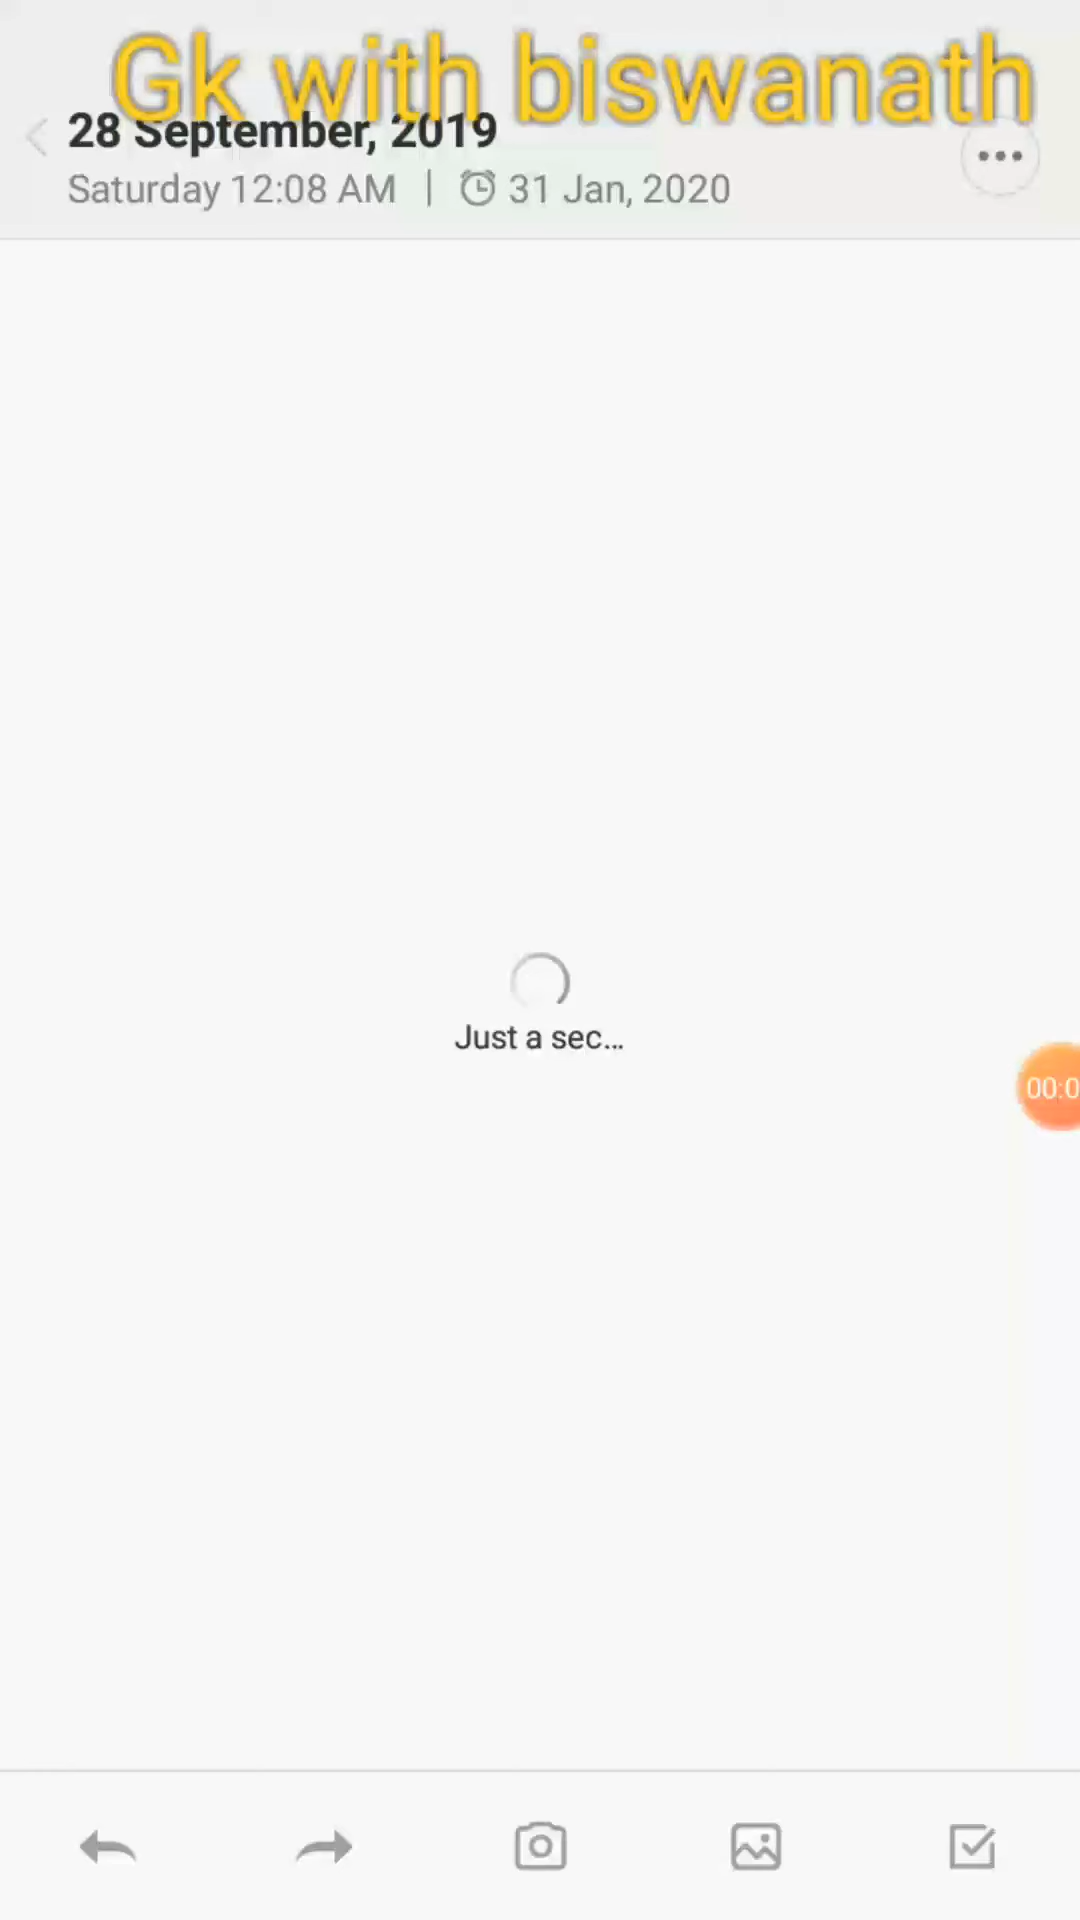 Gk with biswanath
28 September, 2019
Saturday 12:08 AM | 31 Jan, 2020
Just a sec...
00:0